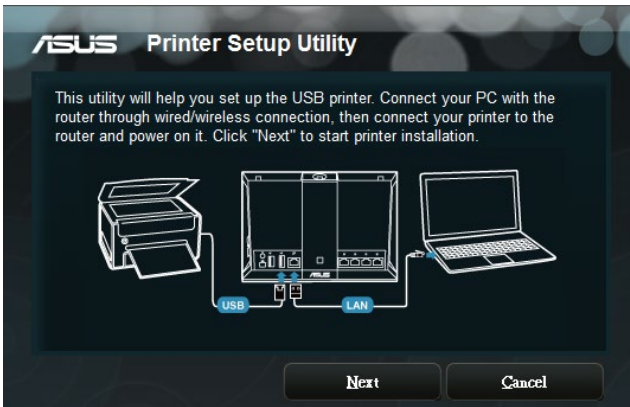 ASUS Printer Setup Utility
This utility will help you set up the USB printer. Connect your PC with the
router through wired/wireless connection, then connect your printer to the
router and power on it. Click "Next" to start printer installation.
ASUS
USB
LAN
Next
Cancel